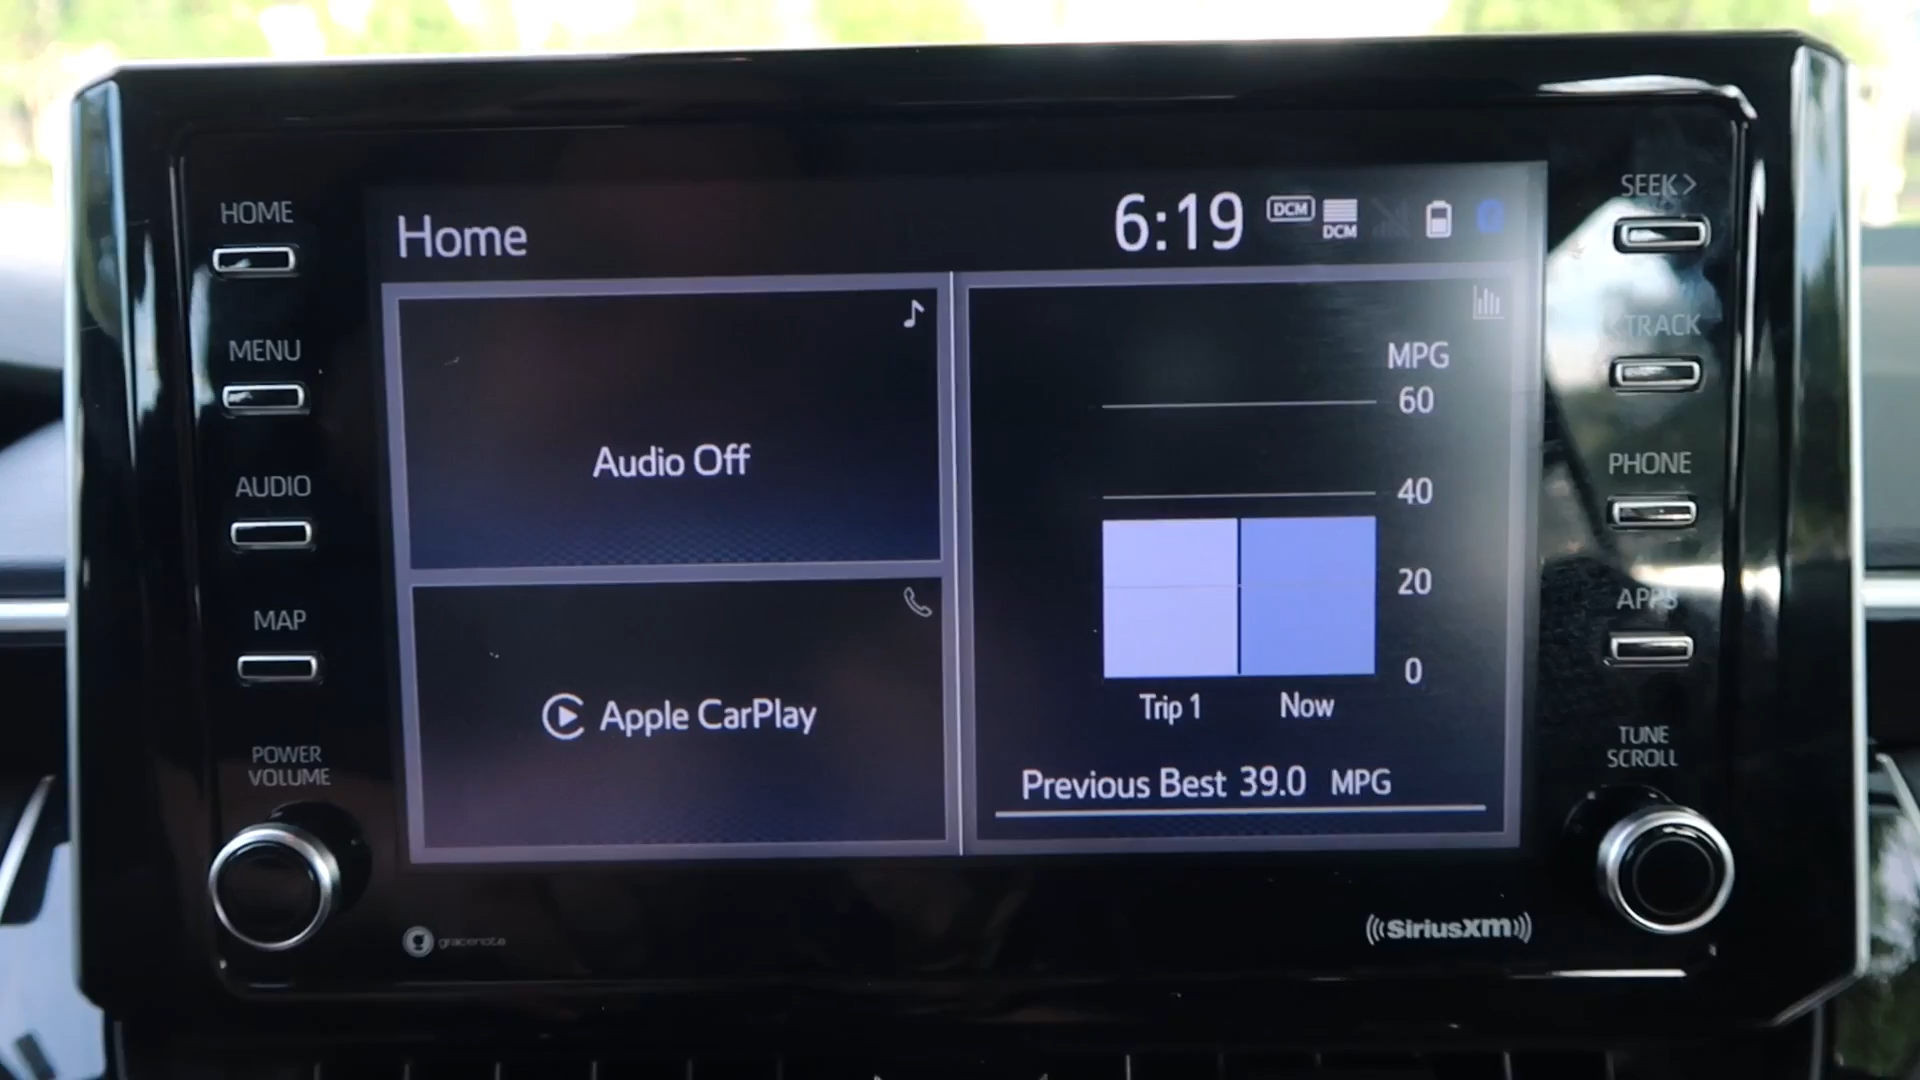 HOME
MENU
AUDIO
MAP
POWER
VOLUME
Home
6:19
DCM
DCM
Audio Off
Apple CarPlay
MPG
60
40
20
0
Trip 1
Now
Previous Best 39.0 MPG
gracenote
((SiriusXM))
SEEK >
< TRACK
PHONE
APPS
TUNE
SCROLL